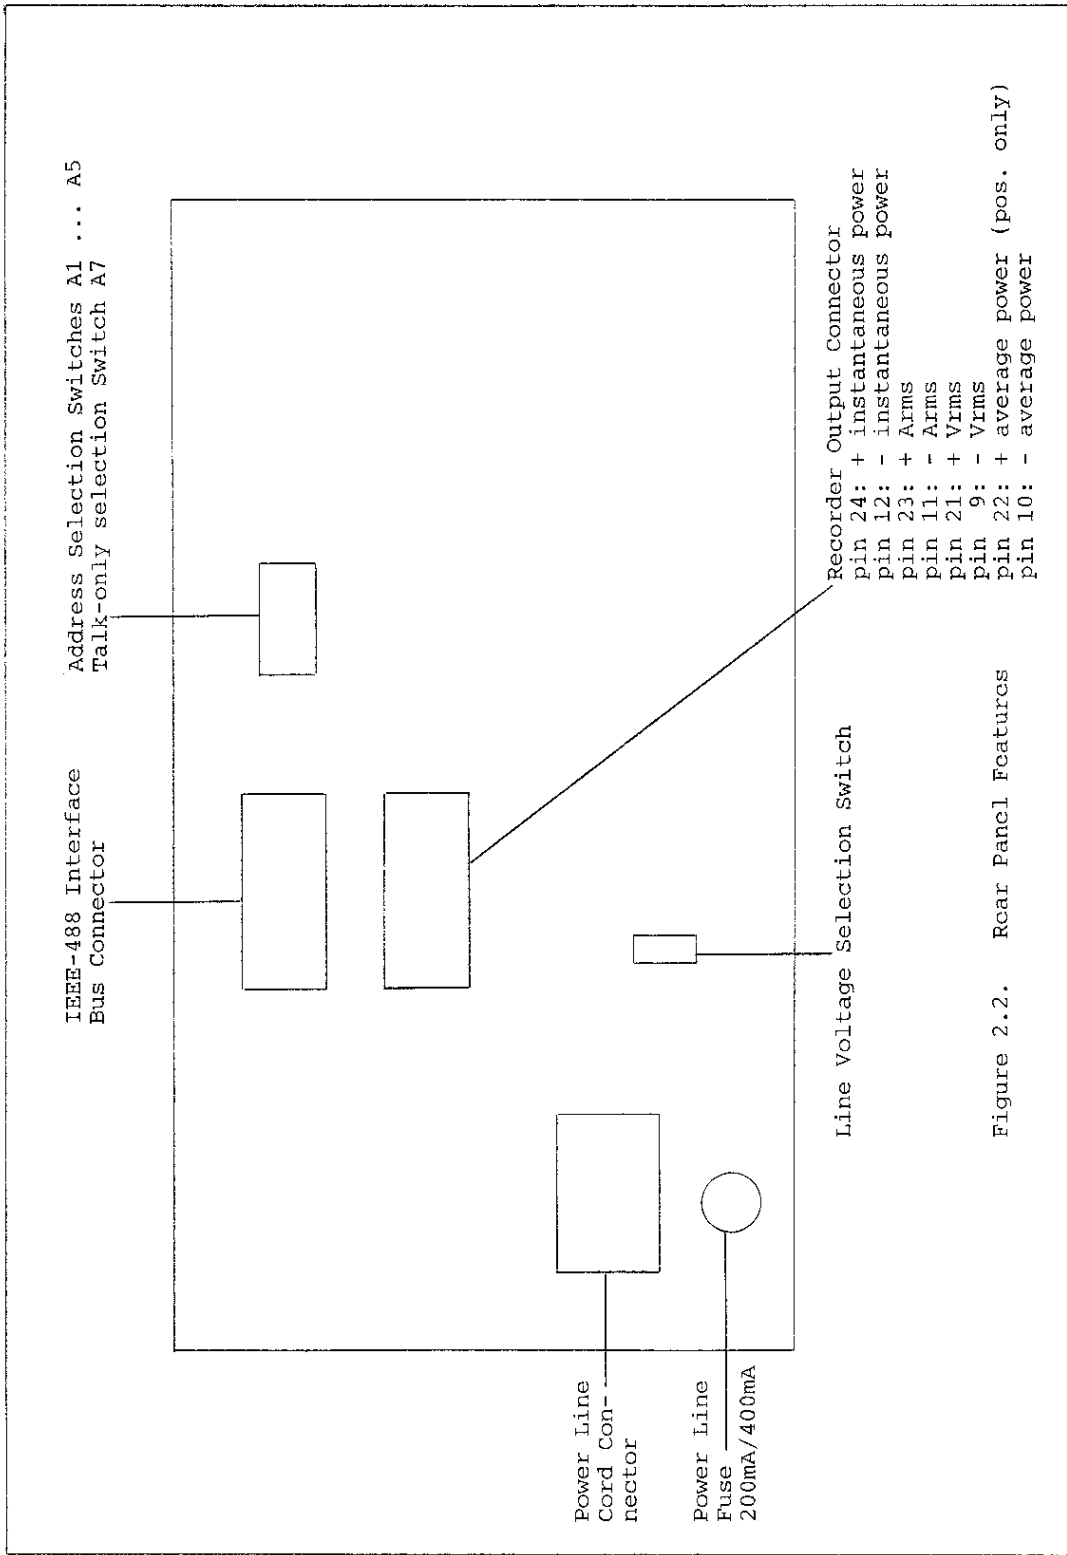 IEEE-488 Interface
Bus Connector
Address Selection Switches A1 ... A5
Talk-only selection Switch A7
Power Line
Cord Con-
nector
Power Line
Fuse
200mA/400mA
Line Voltage Selection Switch
Recorder Output Connector
pin 24: + instantaneous power
pin 12: - instantaneous power
pin 23: + Arms
pin 11: - Arms
pin 21: + Vrms
pin 9: - Vrms
pin 22: + average power (pos. only)
pin 10: - average power
Figure 2.2. Rear Panel Features